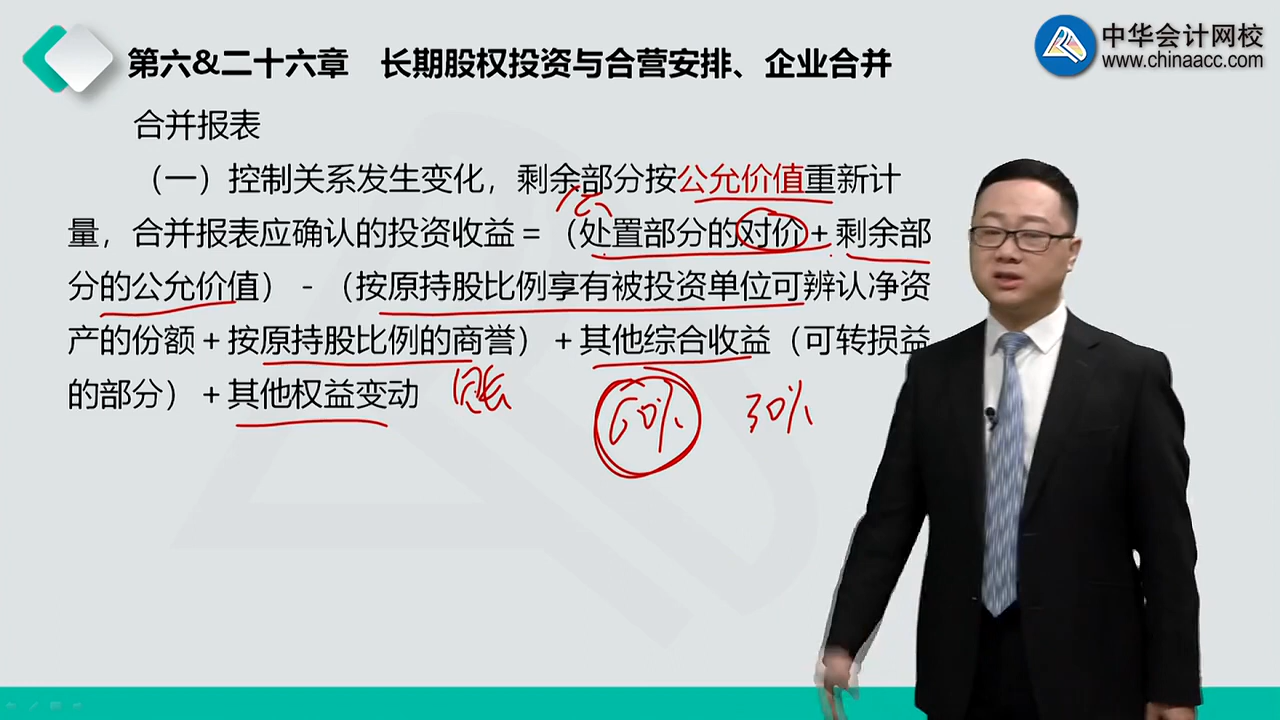 第六&二十六章 长期股权投资与合营安排、企业合并
中华会计网校
www.chinaacc.com
合并报表
（一）控制关系发生变化，剩余部分按公允价值重新计
量，合并报表应确认的投资收益＝（处置部分的对价＋剩余部
分的公允价值）－（按原持股比例享有被投资单位可辨认净资
产的份额＋按原持股比例的商誉）＋其他综合收益（可转损益
的部分）＋其他权益变动
60% 30%